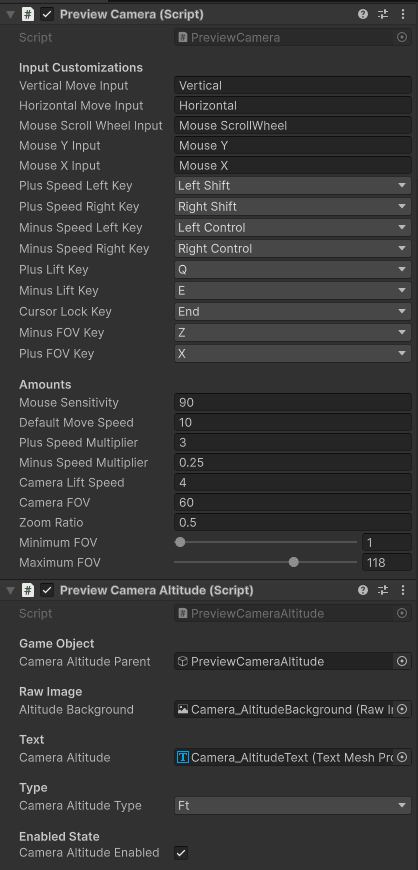 Preview Camera (Script)
Script PreviewCamera
Input Customizations
Vertical Move Input Vertical
Horizontal Move Input Horizontal
Mouse Scroll Wheel Input Mouse ScrollWheel
Mouse Y Input Mouse Y
Mouse X Input Mouse X
Plus Speed Left Key Left Shift
Plus Speed Right Key Right Shift
Minus Speed Left Key Left Control
Minus Speed Right Key Right Control
Plus Lift Key Q
Minus Lift Key E
Cursor Lock Key End
Minus FOV Key Z
Plus FOV Key X
Amounts
Mouse Sensitivity 90
Default Move Speed 10
Plus Speed Multiplier 3
Minus Speed Multiplier 0.25
Camera Lift Speed 4
Camera FOV 60
Zoom Ratio 0.5
Minimum FOV 1
Maximum FOV 118
Preview Camera Altitude (Script)
Script PreviewCameraAltitude
Game Object
Camera Altitude Parent PreviewCameraAltitude
Raw Image
Altitude Background Camera_AltitudeBackground (Raw I
Text
Camera Altitude Camera_AltitudeText (Text Mesh Pr
Type
Camera Altitude Type Ft
Enabled State
Camera Altitude Enabled